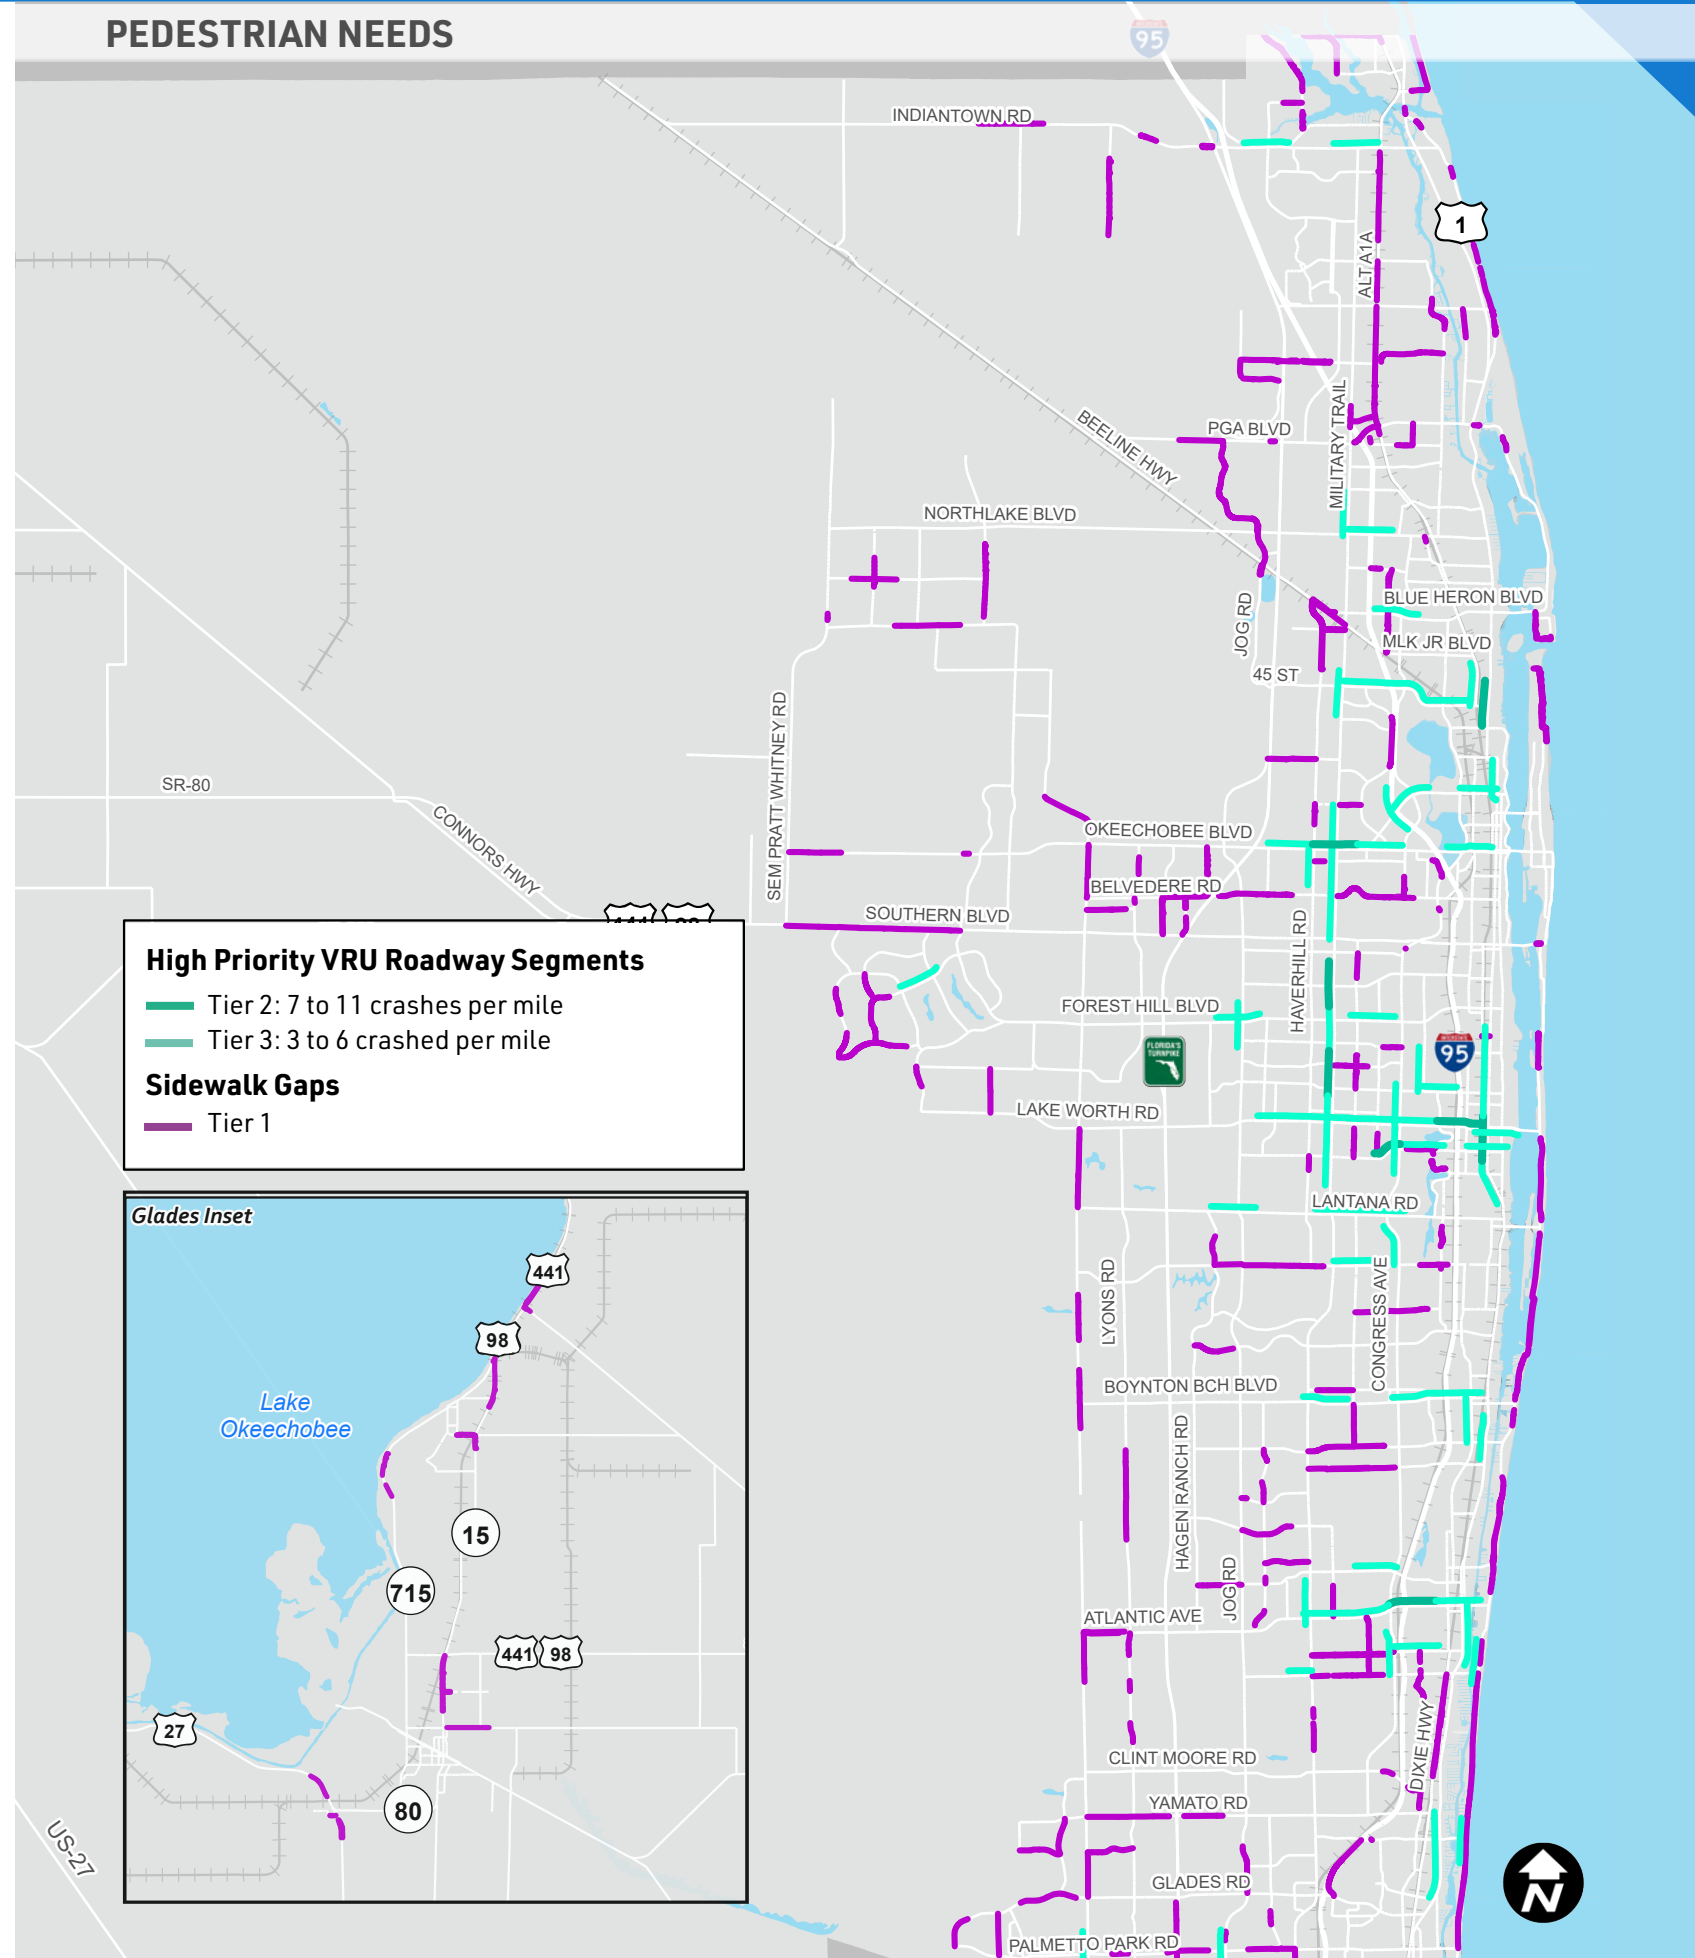 PEDESTRIAN NEEDS
95
INDIANTOWN RD
1
ALT A1A
MILITARY TRAIL
PGA BLVD
BEELINE HWY
NORTHLAKE BLVD
JOG RD
BLUE HERON BLVD
MLK JR BLVD
45 ST
SEM PRATT WHITNEY RD
SR-80
CONNORS HWY
OKEECHOBEE BLVD
BELVEDERE RD
SOUTHERN BLVD
HAVERHILL RD
FOREST HILL BLVD
FLORIDA'S
TURNPIKE
95
LAKE WORTH RD
LANTANA RD
LYONS RD
CONGRESS AVE
BOYNTON BCH BLVD
HAGEN RANCH RD
JOG RD
ATLANTIC AVE
DIXIE HWY
CLINT MOORE RD
YAMATO RD
GLADES RD
PALMETTO PARK RD
N
High Priority VRU Roadway Segments
Tier 2: 7 to 11 crashes per mile
Tier 3: 3 to 6 crashed per mile
Sidewalk Gaps
Tier 1
Glades Inset
441
98
Lake
Okeechobee
15
715
441
98
27
80
US-27